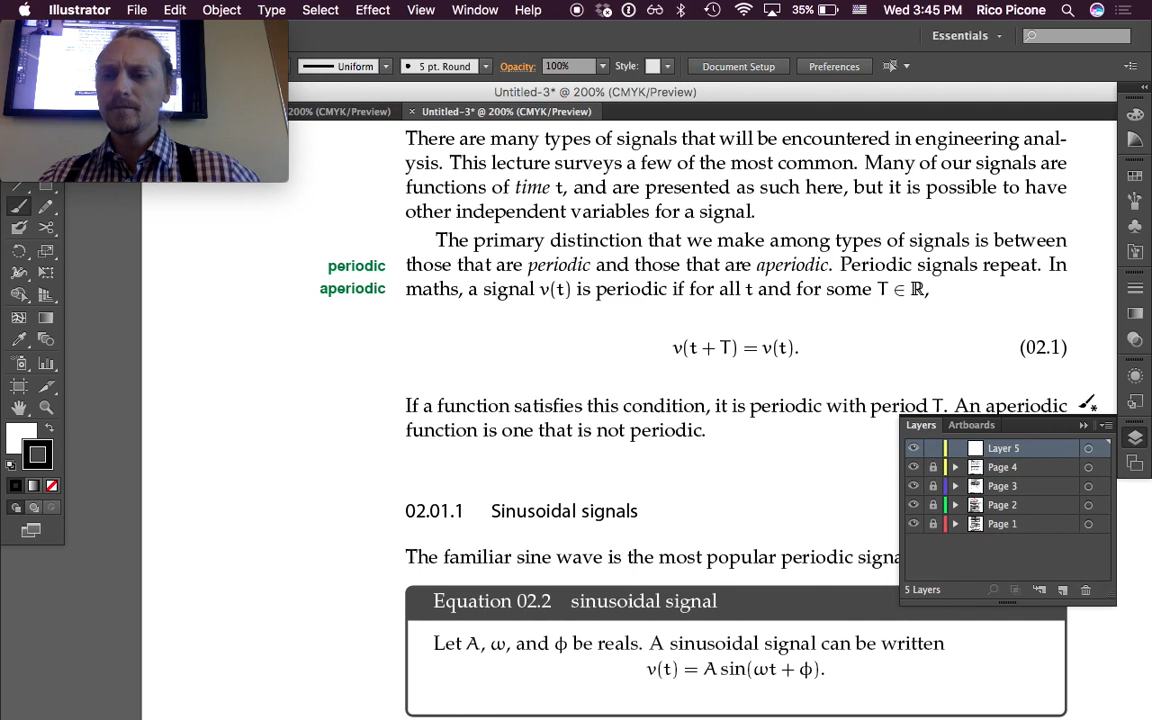 Illustrator File Edit Object Type Select Effect View Window Help 35% Wed 3:45 PM Rico Picone
Essentials
Uniform 5 pt. Round Opacity: 100% Style: Document Setup Preferences
Untitled-3* @ 200% (CMYK/Preview)
200% (CMYK/Preview) × Untitled-3* @ 200% (CMYK/Preview)
There are many types of signals that will be encountered in engineering anal-
ysis. This lecture surveys a few of the most common. Many of our signals are
functions of time t, and are presented as such here, but it is possible to have
other independent variables for a signal.
The primary distinction that we make among types of signals is between
periodic those that are periodic and those that are aperiodic. Periodic signals repeat. In
aperiodic maths, a signal v(t) is periodic if for all t and for some T ∈ ℝ,
v(t + T) = v(t). (02.1)
If a function satisfies this condition, it is periodic with period T. An aperiodic
function is one that is not periodic.
Layers Artboards
Layer 5
Page 4
Page 3
Page 2
Page 1
5 Layers
02.01.1 Sinusoidal signals
The familiar sine wave is the most popular periodic
Equation 02.2 sinusoidal signal
Let A, ω, and ϕ be reals. A sinusoidal signal can be written
v(t) = A sin(ωt + ϕ).